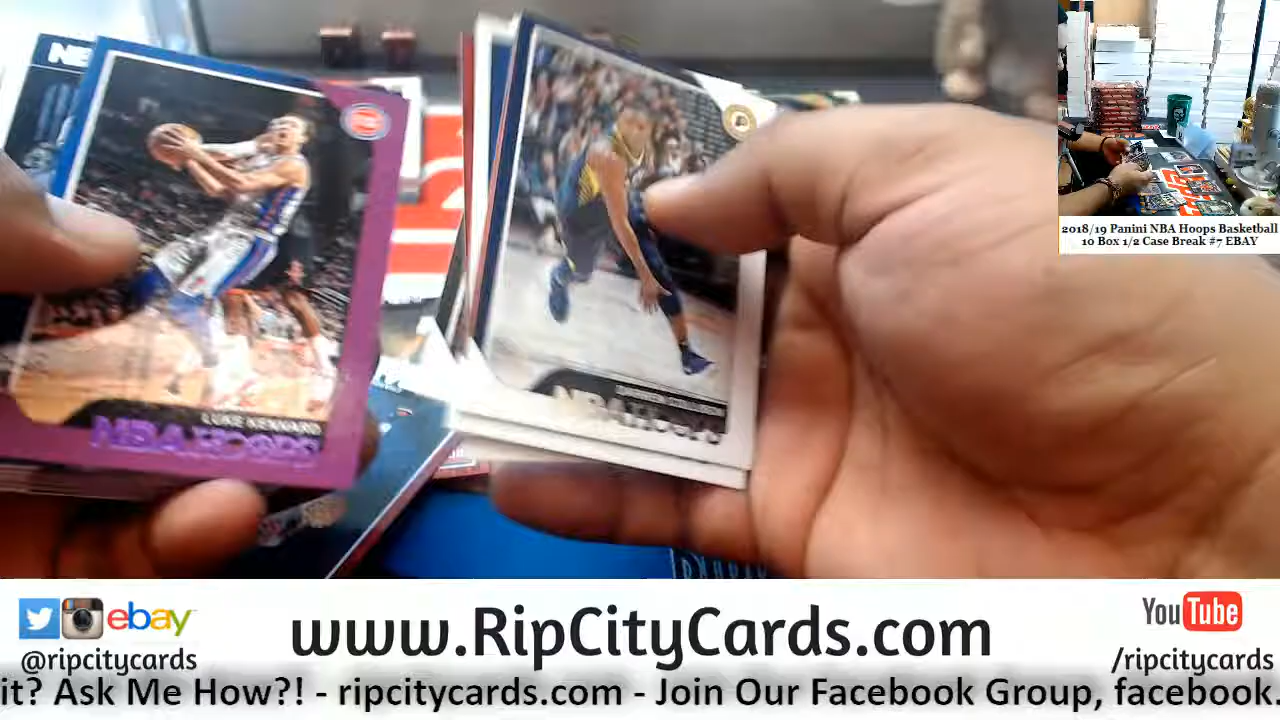 NE
LUKE KENNARD
NBA HOOPS
NBA HOOPS
2018/19 Panini NBA Hoops Basketball
10 Box 1/2 Case Break #7 EBAY
ebay
@ripcitycards
www.RipCityCards.com
YouTube
/ripcitycards
it? Ask Me How?! - ripcitycards.com - Join Our Facebook Group, facebook.